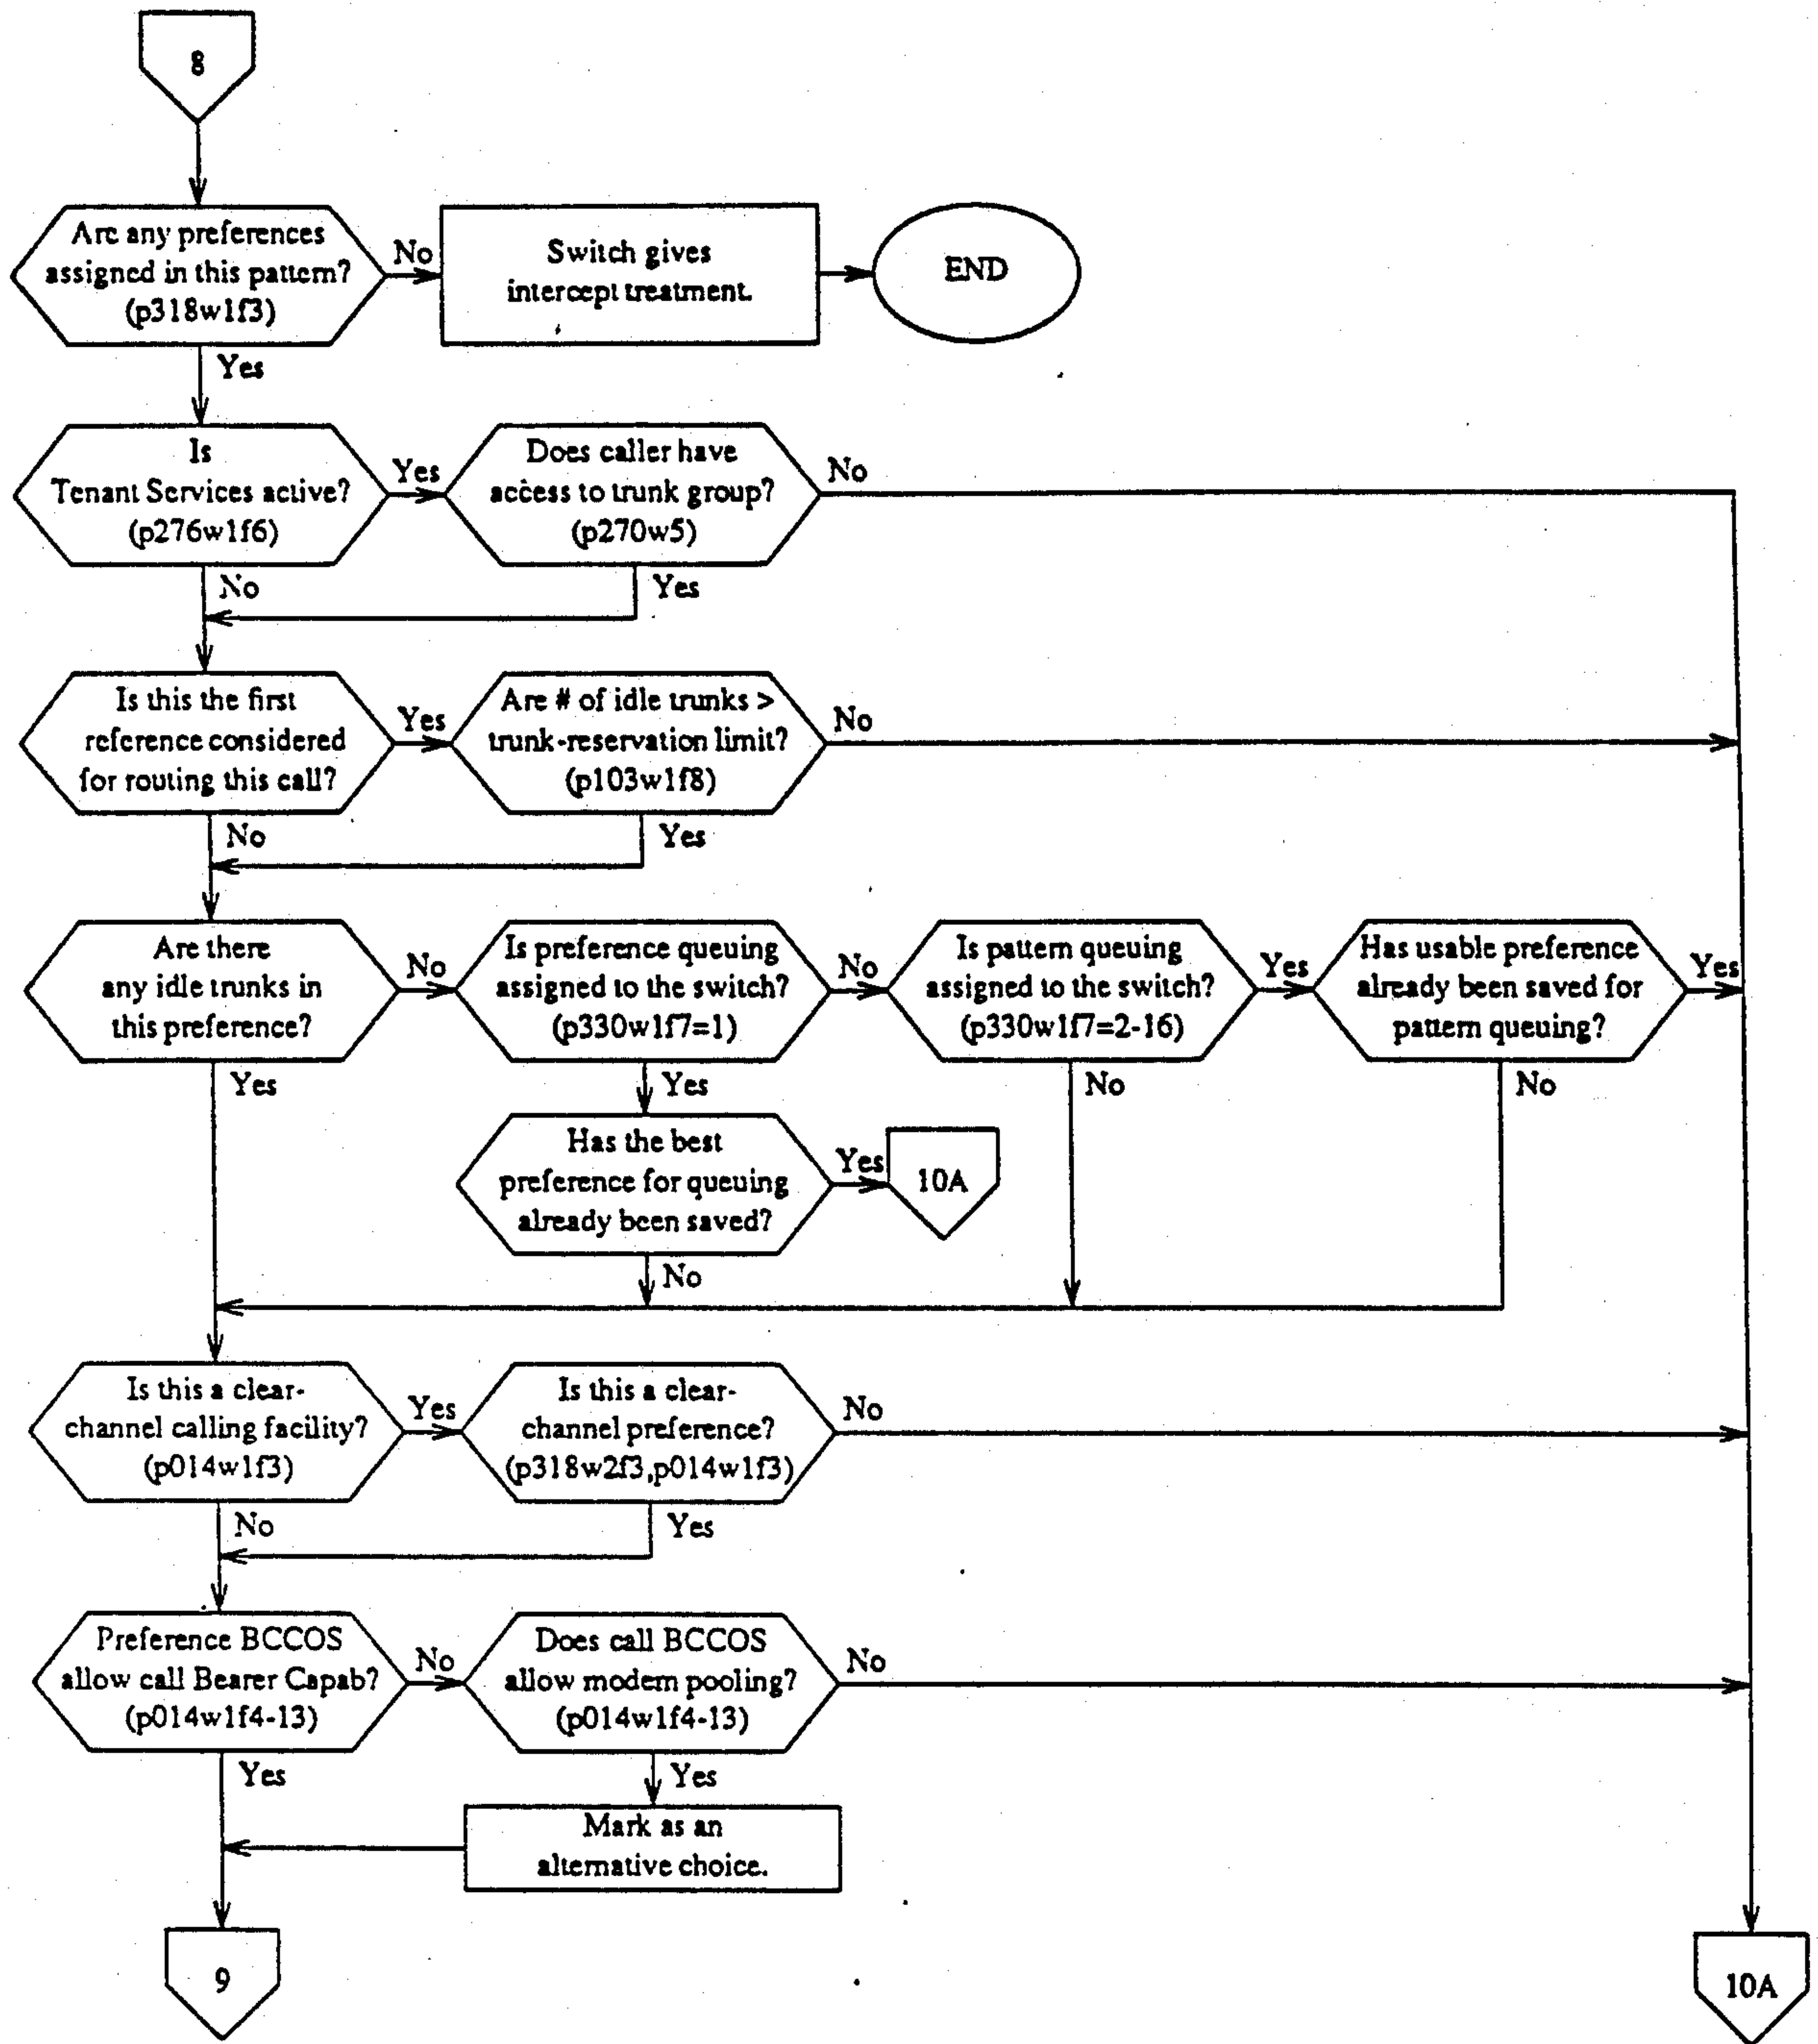 8
Are any preferences
assigned in this pattern?
(p318w1f3)
No
Switch gives
intercept treatment.
END
Yes
Is
Tenant Services active?
(p276w1f6)
Yes
Does caller have
access to trunk group?
(p270w5)
No
No
Yes
Is this the first
reference considered
for routing this call?
Yes
Are # of idle trunks >
trunk-reservation limit?
(p103w1f8)
No
No
Yes
Are there
any idle trunks in
this preference?
No
Is preference queuing
assigned to the switch?
(p330w1f7=1)
No
Is pattern queuing
assigned to the switch?
(p330w1f7=2-16)
Yes
Has usable preference
already been saved for
pattern queuing?
Yes
Yes
Yes
No
No
Has the best
preference for queuing
already been saved?
Yes
10A
No
Is this a clear-
channel calling facility?
(p014w1f3)
Yes
Is this a clear-
channel preference?
(p318w2f3,p014w1f3)
No
No
Yes
Preference BCCOS
allow call Bearer Capab?
(p014w1f4-13)
No
Does call BCCOS
allow modem pooling?
(p014w1f4-13)
No
Yes
Yes
Mark as an
alternative choice.
9
10A